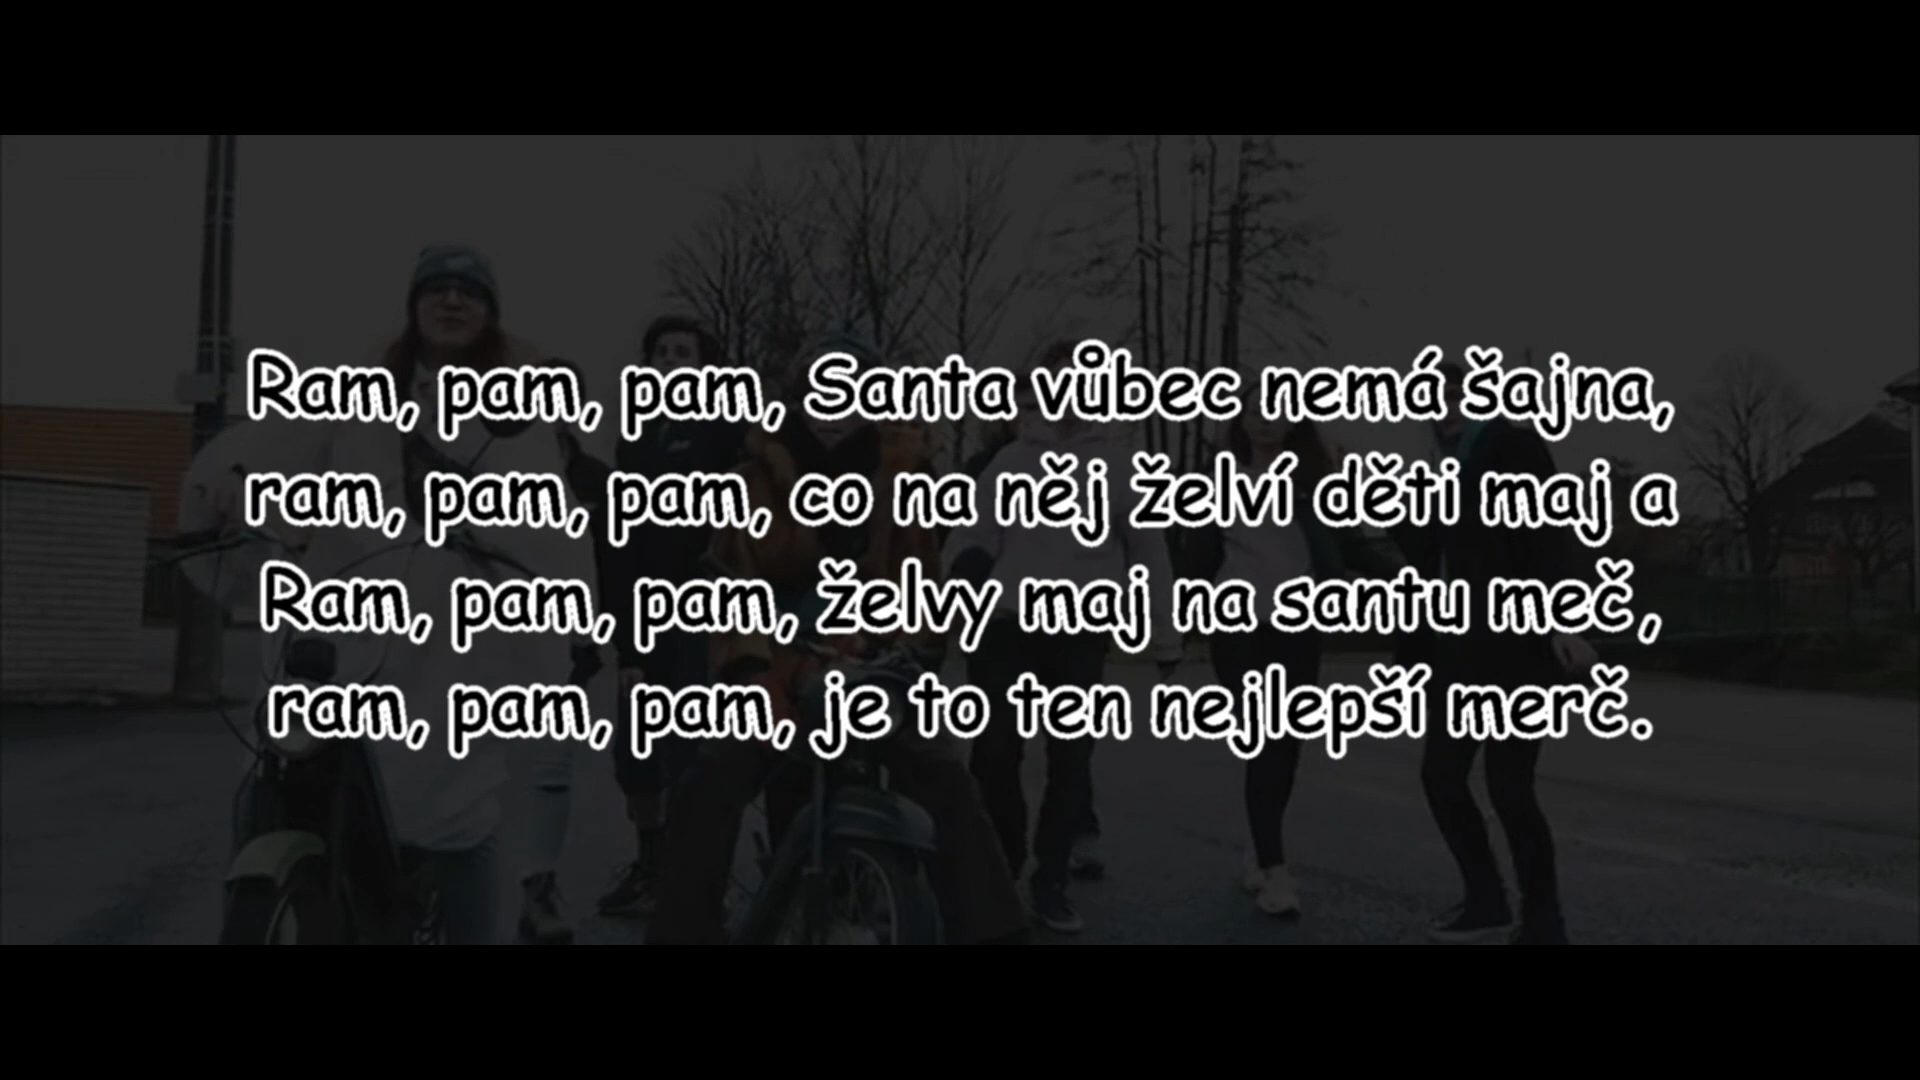 Ram, pam, pam, Santa vůbec nemá šajna,
ram, pam, pam, co na něj želví děti maj a
Ram, pam, pam, želvy maj na santu meč,
ram, pam, pam, je to ten nejlepší merč.